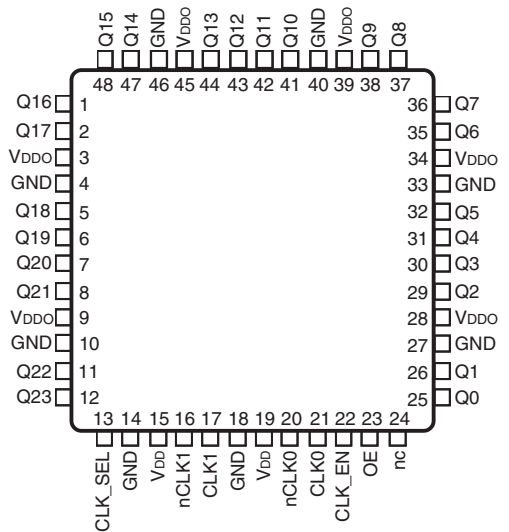 Q15 Q14 GND VDDO Q13 Q12 Q11 Q10 GND VDDO Q9 Q8
48 47 46 45 44 43 42 41 40 39 38 37
Q16 1 36 Q7
Q17 2 35 Q6
VDDO 3 34 VDDO
GND 4 33 GND
Q18 5 32 Q5
Q19 6 31 Q4
Q20 7 30 Q3
Q21 8 29 Q2
VDDO 9 28 VDDO
GND 10 27 GND
Q22 11 26 Q1
Q23 12 25 Q0
13 14 15 16 17 18 19 20 21 22 23 24
CLK_SEL GND VDD nCLK1 CLK1 GND VDD nCLK0 CLK0 CLK_EN OE nc